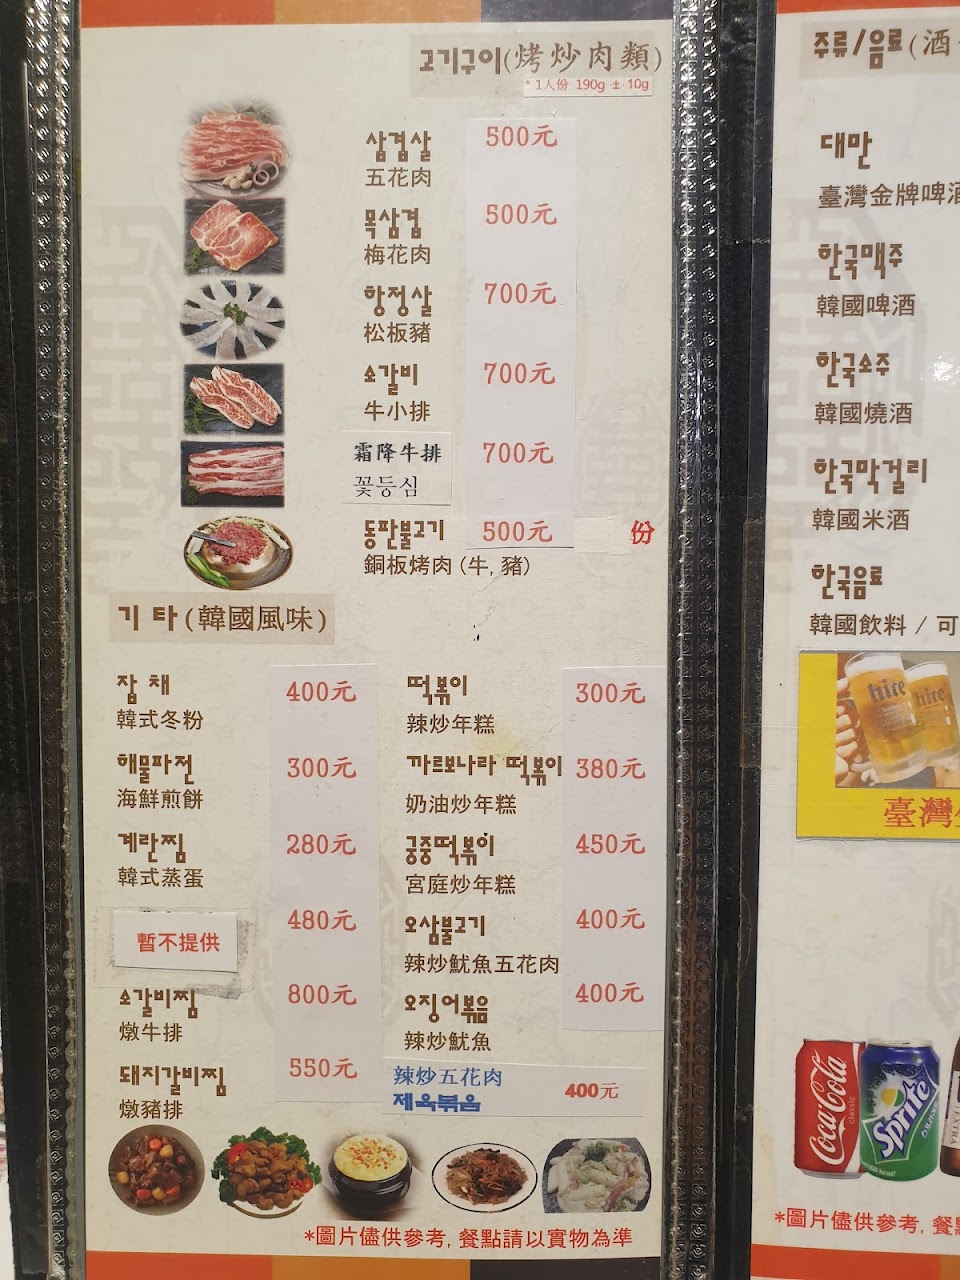 고기구이(烤炒肉類)
* 1人份 190g ± 10g
삼겹살 500元
五花肉
목삼겹 500元
梅花肉
항정살 700元
松板豬
소갈비 700元
牛小排
霜降牛排 700元
꽃등심
동판불고기 500元 份
銅板烤肉 (牛, 豬)
기 타(韓國風味)
잡 채 400元
韓式冬粉
해물파전 300元
海鮮煎餅
계란찜 280元
韓式蒸蛋
暫不提供 480元
소갈비찜 800元
燉牛排
돼지갈비찜 550元
燉豬排
떡볶이 300元
辣炒年糕
까르보나라 떡볶이 380元
奶油炒年糕
궁중떡볶이 450元
宮庭炒年糕
오삼불고기 400元
辣炒魷魚五花肉
오징어볶음 400元
辣炒魷魚
辣炒五花肉 400元
제육볶음
*圖片僅供參考, 餐點請以實物為準
주류/음료(酒
대만
臺灣金牌啤酒
한국맥주
韓國啤酒
한국소주
韓國燒酒
한국막걸리
韓國米酒
한국음료
韓國飲料 / 可
hite
hite
臺灣
Coca-Cola
classic
Sprite
EXTRA
*圖片僅供參考, 餐